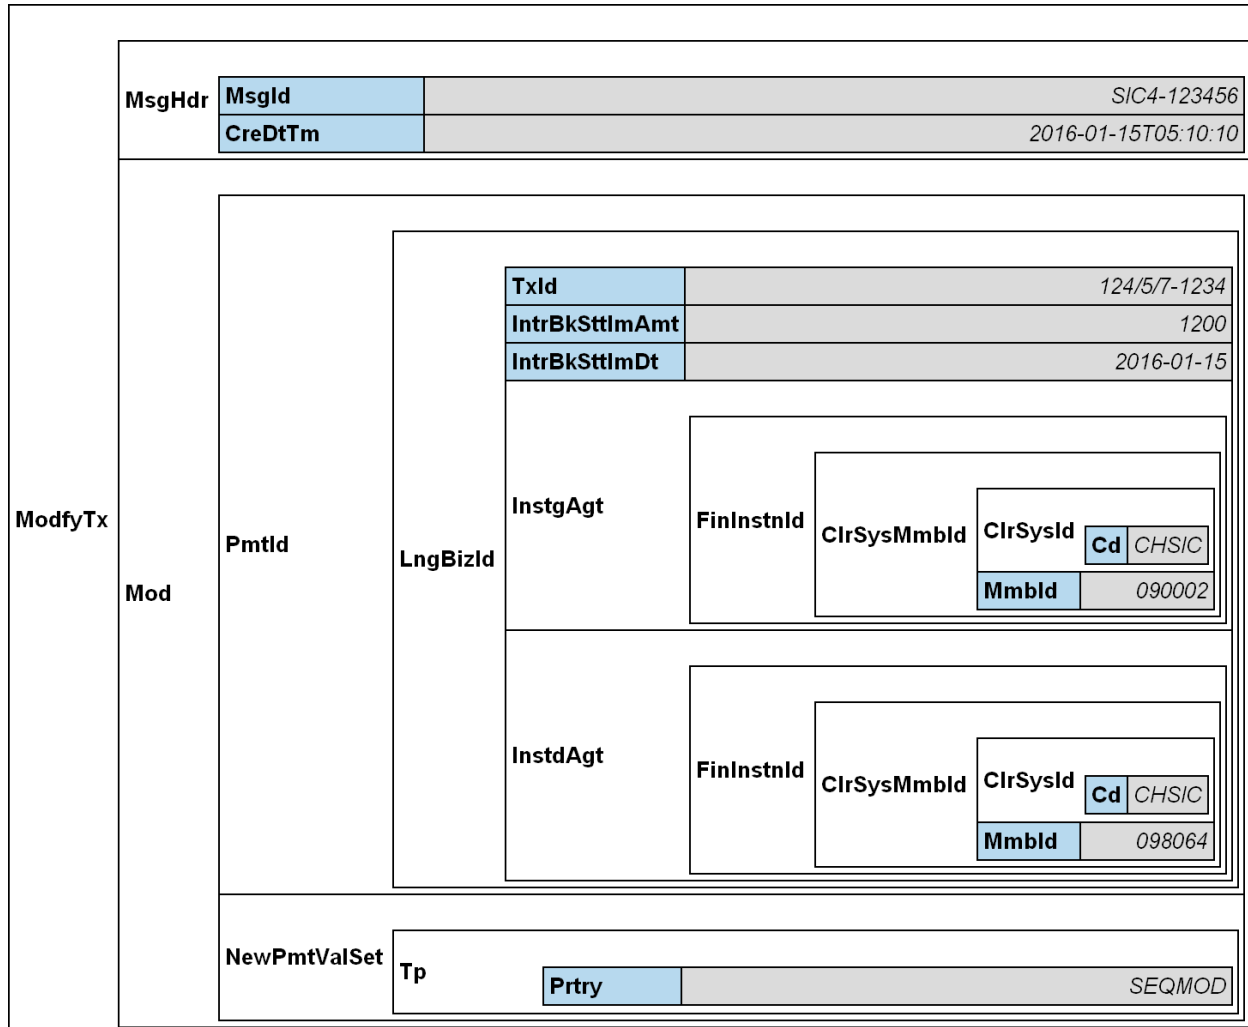 MsgHdr
MsgId SIC4-123456
CreDtTm 2016-01-15T05:10:10
ModfyTx
Mod
PmtId
LngBizId
TxId 124/5/7-1234
IntrBkSttlmAmt 1200
IntrBkSttlmDt 2016-01-15
InstgAgt
FinInstnId
ClrSysMmbId
ClrSysId
Cd CHSIC
MmbId 090002
InstdAgt
FinInstnId
ClrSysMmbId
ClrSysId
Cd CHSIC
MmbId 098064
NewPmtValSet
Tp
Prtry SEQMOD